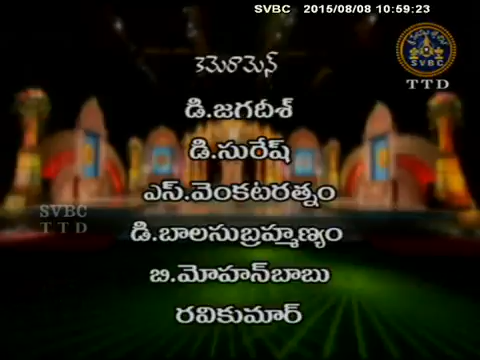 SVBC 2015/08/08 10:59:23
SVBC
TTD
కెమెరామెన్
డి.జగదీశ్
డి.సురేష్
ఎస్.వెంకటరత్నం
SVBC
TTD
డి.బాలసుబ్రహ్మణ్యం
బి.మోహన్‌బాబు
రవికుమార్